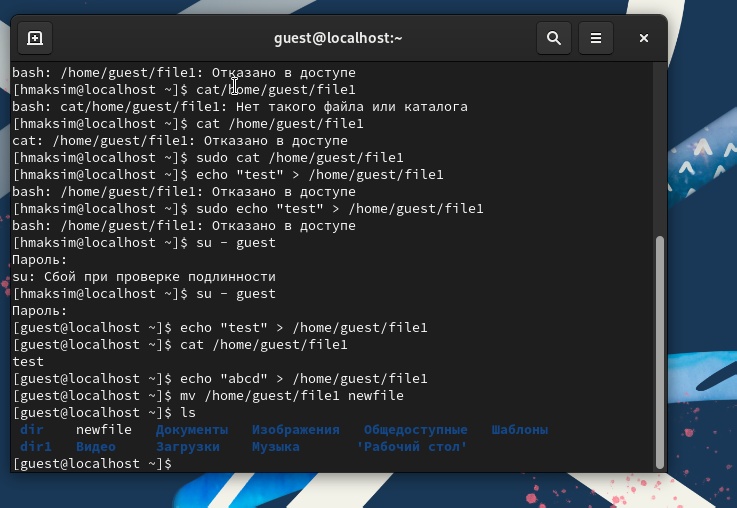 guest@localhost:~
bash: /home/guest/file1: Отказано в доступе
[hmaksim@localhost ~]$ cat/home/guest/file1
bash: cat/home/guest/file1: Нет такого файла или каталога
[hmaksim@localhost ~]$ cat /home/guest/file1
cat: /home/guest/file1: Отказано в доступе
[hmaksim@localhost ~]$ sudo cat /home/guest/file1
[hmaksim@localhost ~]$ echo "test" > /home/guest/file1
bash: /home/guest/file1: Отказано в доступе
[hmaksim@localhost ~]$ sudo echo "test" > /home/guest/file1
bash: /home/guest/file1: Отказано в доступе
[hmaksim@localhost ~]$ su - guest
Пароль:
su: Сбой при проверке подлинности
[hmaksim@localhost ~]$ su - guest
Пароль:
[guest@localhost ~]$ echo "test" > /home/guest/file1
[guest@localhost ~]$ cat /home/guest/file1
test
[guest@localhost ~]$ echo "abcd" > /home/guest/file1
[guest@localhost ~]$ mv /home/guest/file1 newfile
[guest@localhost ~]$ ls
dir newfile Документы Изображения Общедоступные Шаблоны
dir1 Видео Загрузки Музыка 'Рабочий стол'
[guest@localhost ~]$